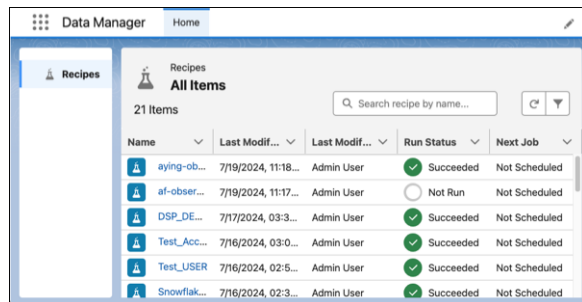 Data Manager Home
Recipes
Recipes
All Items
21 Items
Search recipe by name...
Name Last Modif... Last Modif... Run Status Next Job
aying-ob... 7/19/2024, 11:18... Admin User Succeeded Not Scheduled
af-obser... 7/19/2024, 11:17... Admin User Not Run Not Scheduled
DSP_DE... 7/17/2024, 03:3... Admin User Succeeded Not Scheduled
Test_Acc... 7/16/2024, 03:0... Admin User Succeeded Not Scheduled
Test_USER 7/16/2024, 02:5... Admin User Succeeded Not Scheduled
Snowflak... 7/16/2024, 02:3... Admin User Succeeded Not Scheduled